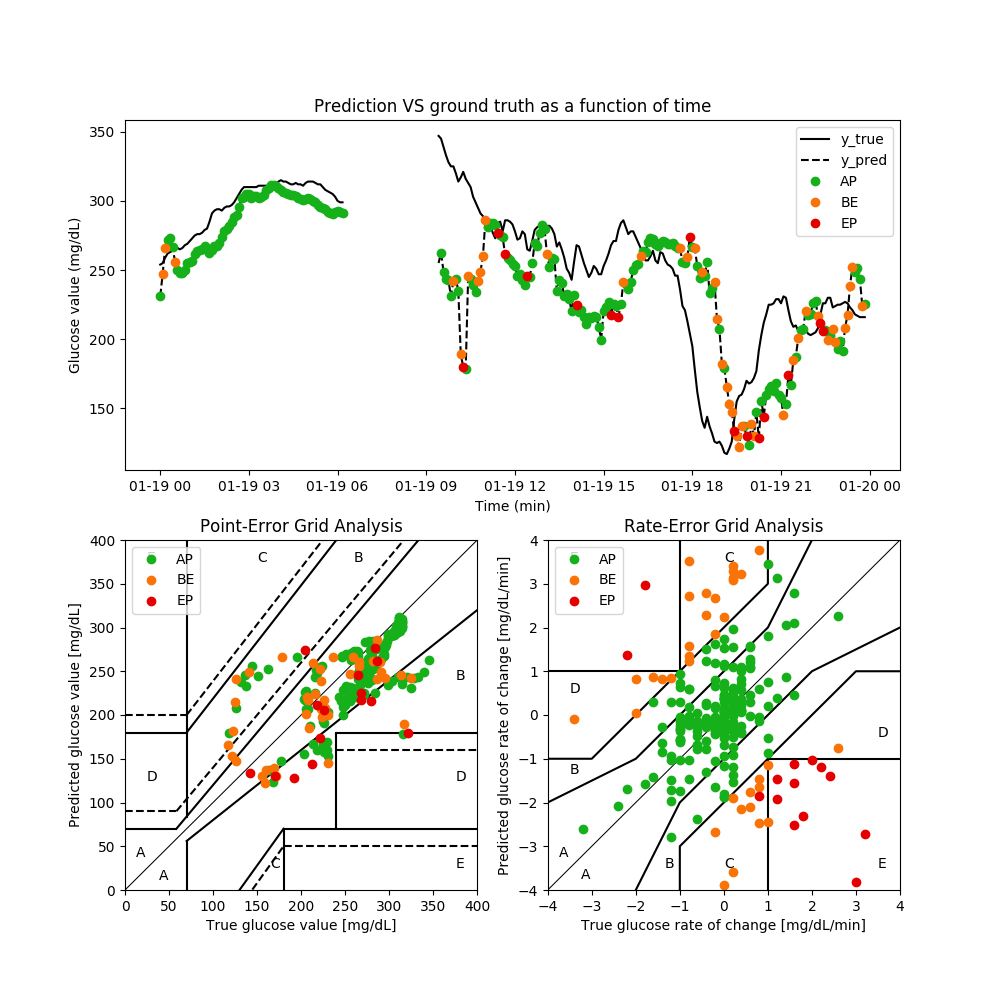 Prediction VS ground truth as a function of time
350
300
250
200
150
Glucose value (mg/dL)
y_true
y_pred
AP
BE
EP
01-19 00 01-19 03 01-19 06 01-19 09 01-19 12 01-19 15 01-19 18 01-19 21 01-20 00
Time (min)
Point-Error Grid Analysis
400
350
300
250
200
150
100
50
0
Predicted glucose value [mg/dL]
AP
BE
EP
C B
B
D D
A
A
C E
0 50 100 150 200 250 300 350 400
True glucose value [mg/dL]
Rate-Error Grid Analysis
4
3
2
1
0
−1
−2
−3
−4
Predicted glucose rate of change [mg/dL/min]
AP
BE
EP
C
D
D
B
A
A
B C E
−4 −3 −2 −1 0 1 2 3 4
True glucose rate of change [mg/dL/min]